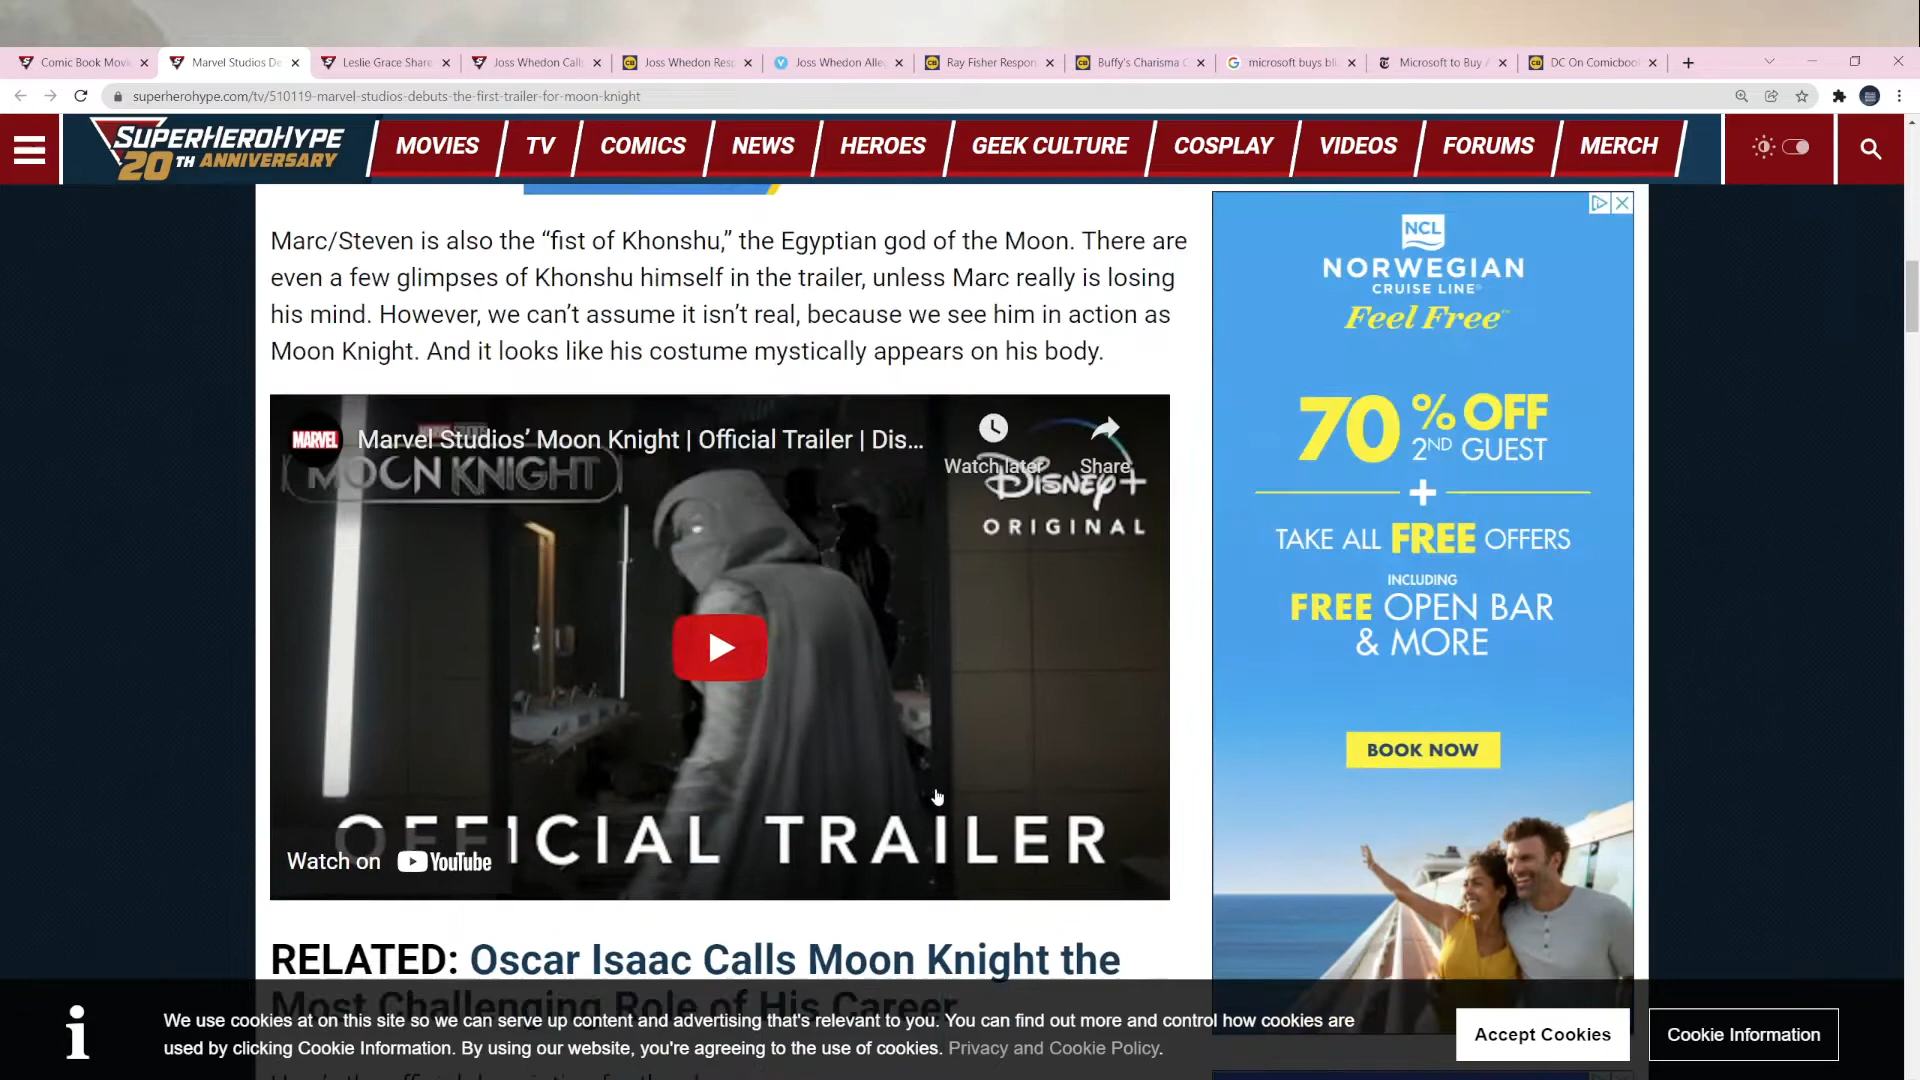 Comic Book Movi
Marvel Studios De
Leslie Grace Share
Joss Whedon Call
Joss Whedon Resp
Joss Whedon Alle
Ray Fisher Respon
Buffy's Charisma C
microsoft buys bli
Microsoft to Buy A
DC On Comicboo
superherohype.com/tv/510119-marvel-studios-debuts-the-first-trailer-for-moon-knight
SUPERHEROHYPE
20TH ANNIVERSARY
MOVIES
TV
COMICS
NEWS
HEROES
GEEK CULTURE
COSPLAY
VIDEOS
FORUMS
MERCH
Marc/Steven is also the “fist of Khonshu,” the Egyptian god of the Moon. There are
even a few glimpses of Khonshu himself in the trailer, unless Marc really is losing
his mind. However, we can’t assume it isn’t real, because we see him in action as
Moon Knight. And it looks like his costume mystically appears on his body.
MARVEL
Marvel Studios’ Moon Knight | Official Trailer | Dis...
Watch later
Share
MOON KNIGHT
Disney+
ORIGINAL
OFFICIAL TRAILER
Watch on YouTube
RELATED: Oscar Isaac Calls Moon Knight the
Most Challenging Role of His Career
NCL
NORWEGIAN
CRUISE LINE®
Feel Free™
70% OFF
2ND GUEST
+
TAKE ALL FREE OFFERS
INCLUDING
FREE OPEN BAR
& MORE
BOOK NOW
We use cookies at on this site so we can serve up content and advertising that's relevant to you. You can find out more and control how cookies are
used by clicking Cookie Information. By using our website, you're agreeing to the use of cookies. Privacy and Cookie Policy.
Accept Cookies
Cookie Information